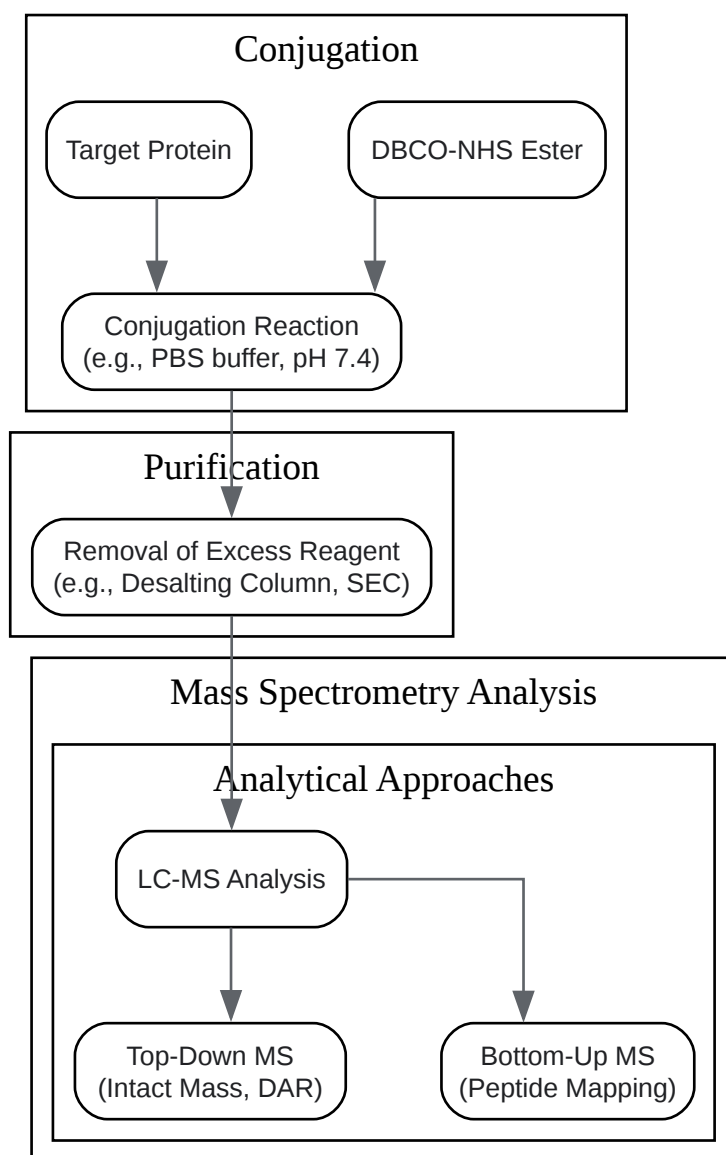 Conjugation
Target Protein
DBCO-NHS Ester
Conjugation Reaction
(e.g., PBS buffer, pH 7.4)
Purification
Removal of Excess Reagent
(e.g., Desalting Column, SEC)
Mass Spectrometry Analysis
Analytical Approaches
LC-MS Analysis
Top-Down MS
(Intact Mass, DAR)
Bottom-Up MS
(Peptide Mapping)